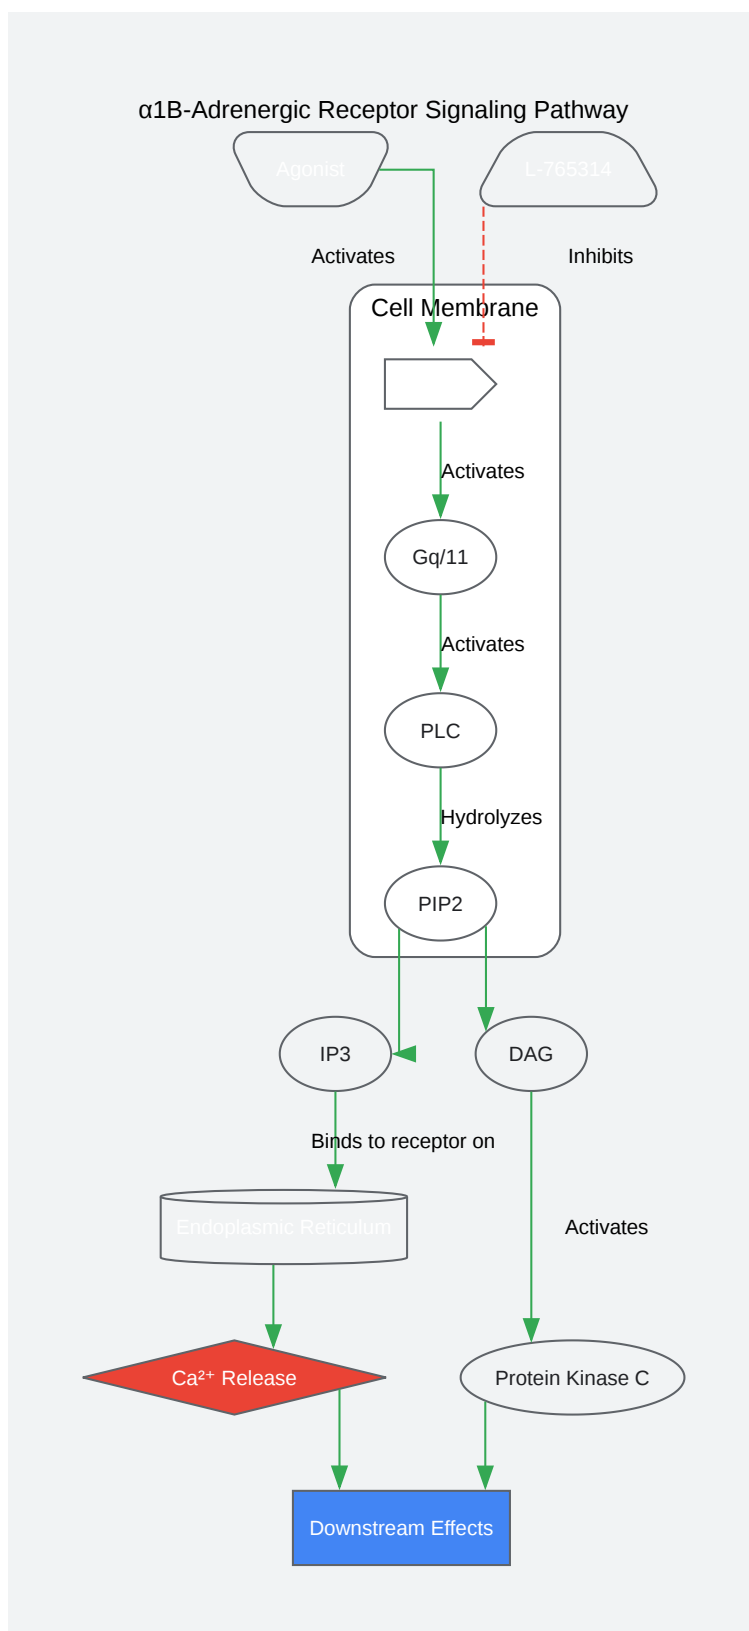 α1B-Adrenergic Receptor Signaling Pathway
Agonist
L-765314
Activates
Inhibits
Cell Membrane
Activates
Gq/11
Activates
PLC
Hydrolyzes
PIP2
IP3
DAG
Binds to receptor on
Endoplasmic Reticulum
Activates
Ca²⁺ Release
Protein Kinase C
Downstream Effects